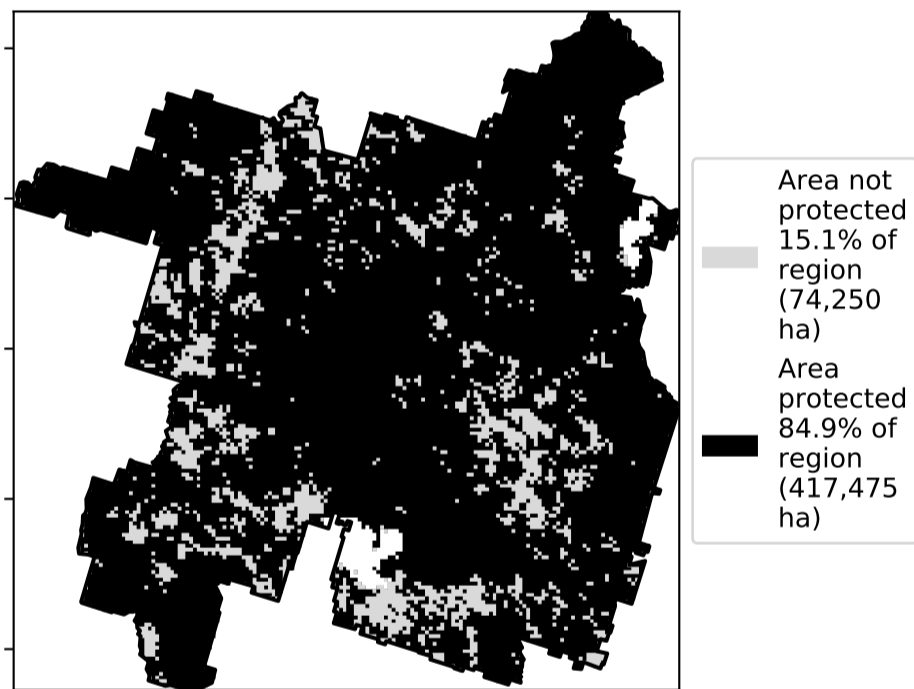 Area not
protected
15.1% of
region
(74,250
ha)
Area
protected
84.9% of
region
(417,475
ha)